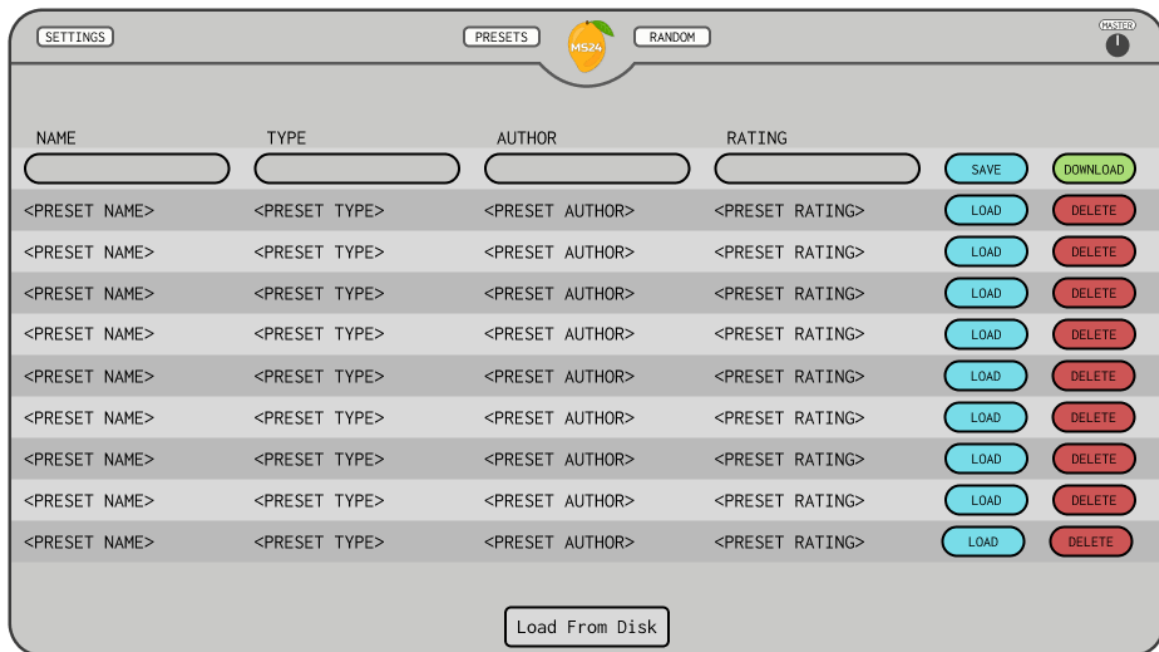 SETTINGS PRESETS MS24 RANDOM MASTER
NAME TYPE AUTHOR RATING
SAVE DOWNLOAD
<PRESET NAME> <PRESET TYPE> <PRESET AUTHOR> <PRESET RATING> LOAD DELETE
<PRESET NAME> <PRESET TYPE> <PRESET AUTHOR> <PRESET RATING> LOAD DELETE
<PRESET NAME> <PRESET TYPE> <PRESET AUTHOR> <PRESET RATING> LOAD DELETE
<PRESET NAME> <PRESET TYPE> <PRESET AUTHOR> <PRESET RATING> LOAD DELETE
<PRESET NAME> <PRESET TYPE> <PRESET AUTHOR> <PRESET RATING> LOAD DELETE
<PRESET NAME> <PRESET TYPE> <PRESET AUTHOR> <PRESET RATING> LOAD DELETE
<PRESET NAME> <PRESET TYPE> <PRESET AUTHOR> <PRESET RATING> LOAD DELETE
<PRESET NAME> <PRESET TYPE> <PRESET AUTHOR> <PRESET RATING> LOAD DELETE
<PRESET NAME> <PRESET TYPE> <PRESET AUTHOR> <PRESET RATING> LOAD DELETE
Load From Disk